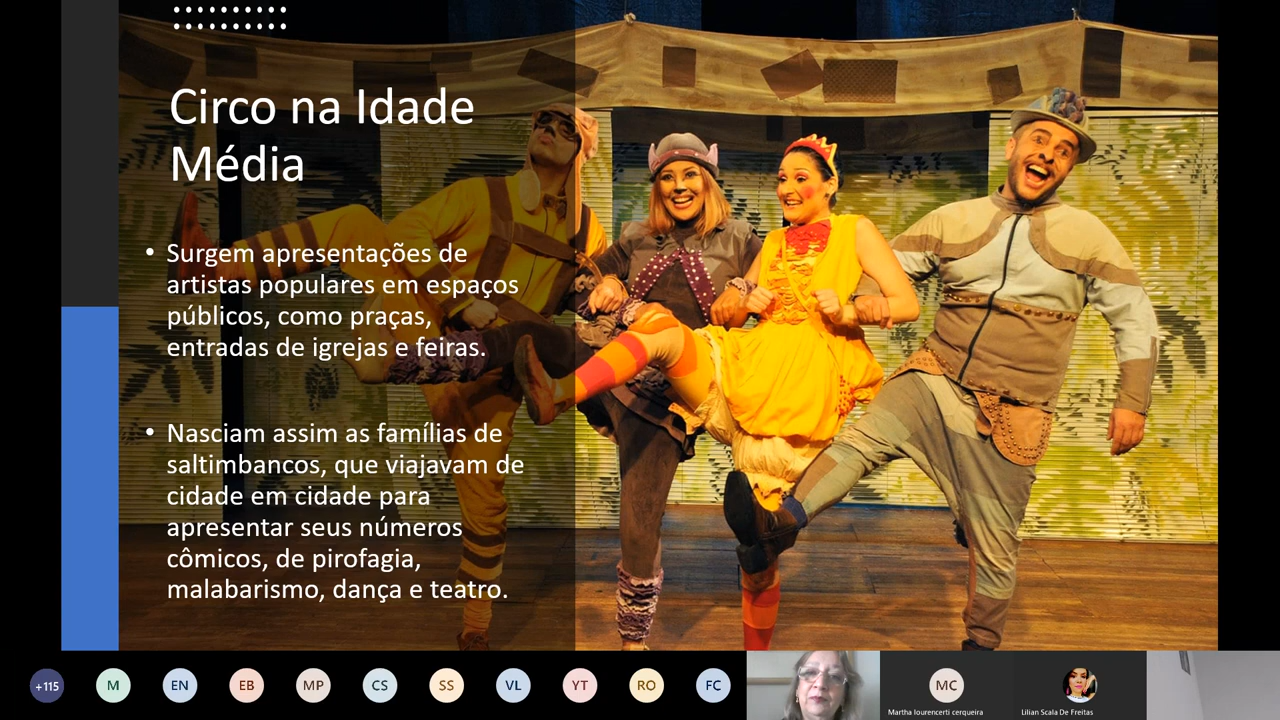 Circo na Idade
Média
• Surgem apresentações de
artistas populares em espaços
públicos, como praças,
entradas de igrejas e feiras.
• Nasciam assim as famílias de
saltimbancos, que viajavam de
cidade em cidade para
apresentar seus números
cômicos, de pirofagia,
malabarismo, dança e teatro.
+115 M EN EB MP CS SS VL YT RO FC MC
Martha lourencerti cerqueira Lilian Scala De Freitas